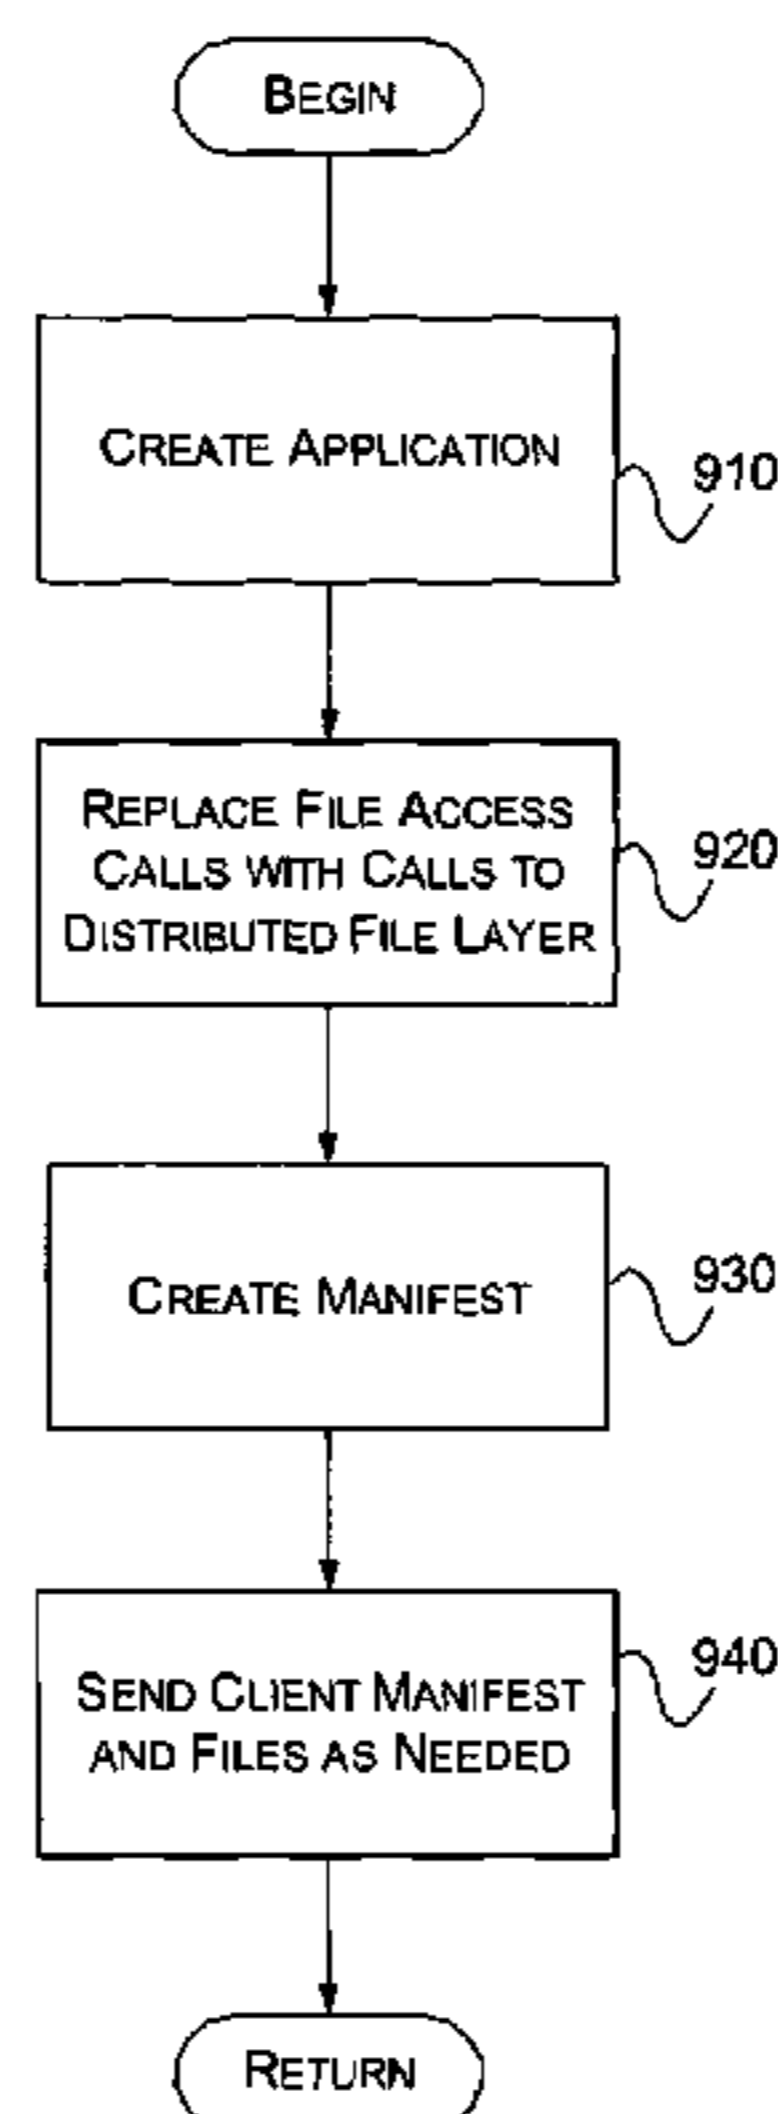 BEGIN
CREATE APPLICATION
910
REPLACE FILE ACCESS
CALLS WITH CALLS TO
DISTRIBUTED FILE LAYER
920
CREATE MANIFEST
930
SEND CLIENT MANIFEST
AND FILES AS NEEDED
940
RETURN